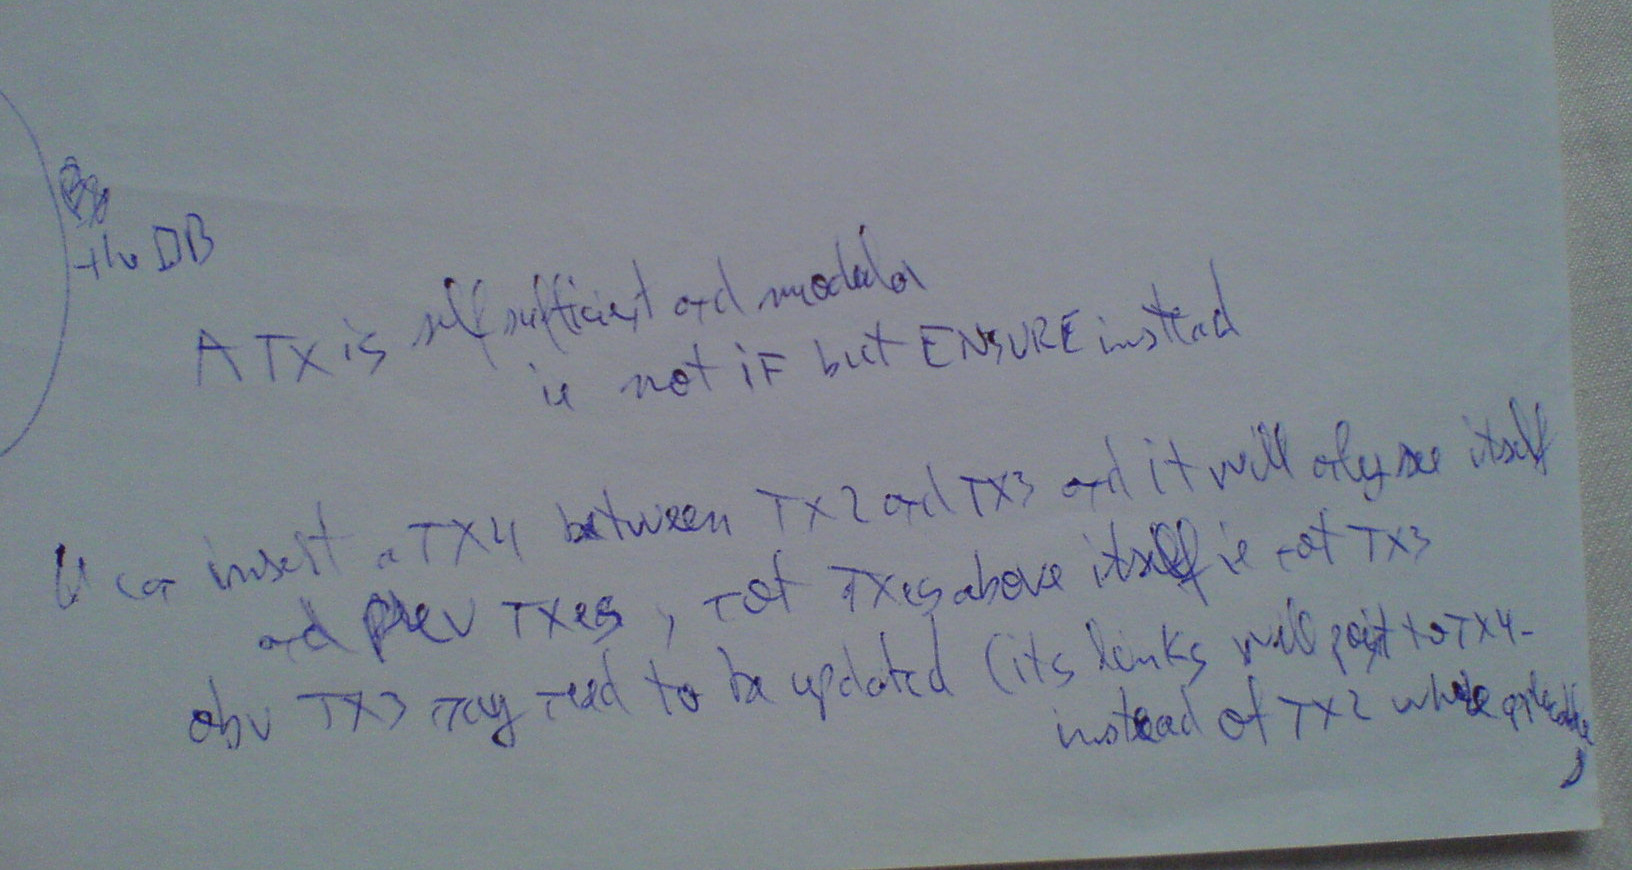 the DB
A TX is self sufficient and modular
ie not iF but ENSURE instead
U can insert a TX4 between TX2 and TX3 and it will only see itself
and prev TXes, not TXes above itself ie not TX3
obv TX3 may need to be updated (its links will point to TX4
instead of TX2 where applicable)